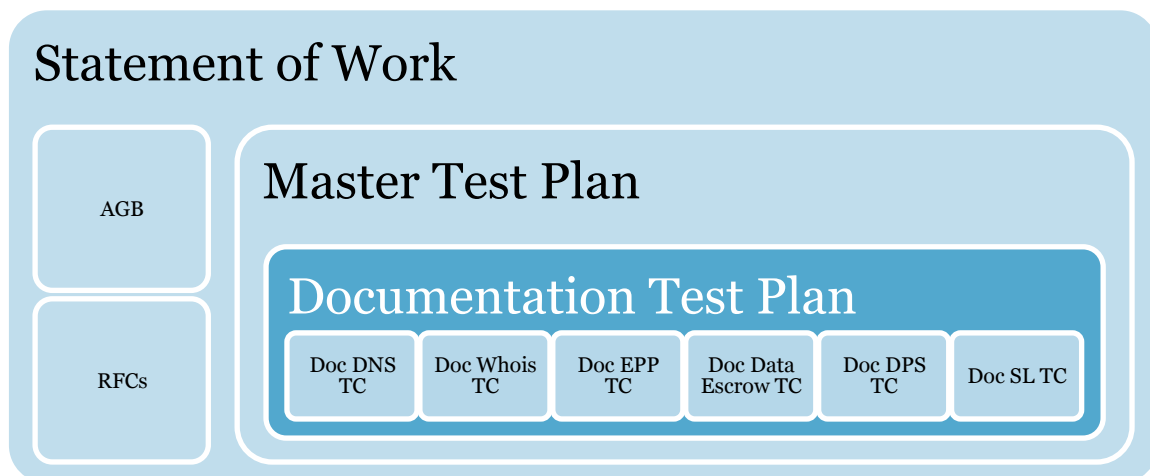 Statement of Work
AGB
RFCs
Master Test Plan
Documentation Test Plan
Doc DNS
TC
Doc Whois
TC
Doc EPP
TC
Doc Data
Escrow TC
Doc DPS
TC
Doc SL TC